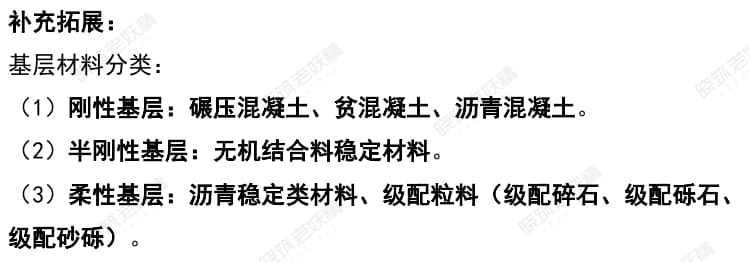 补充拓展：
基层材料分类：
（1）刚性基层：碾压混凝土、贫混凝土、沥青混凝土。
（2）半刚性基层：无机结合料稳定材料。
（3）柔性基层：沥青稳定类材料、级配粒料（级配碎石、级配砾石、
级配砂砾）。